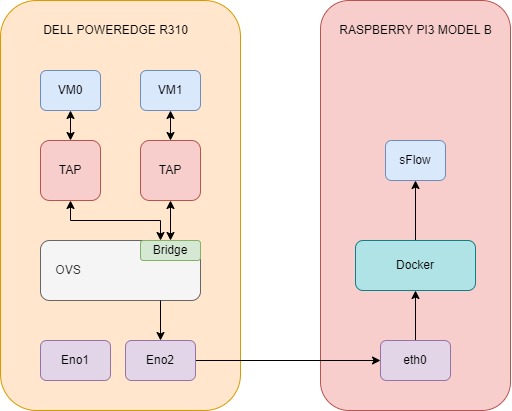 DELL POWEREDGE R310
RASPBERRY PI3 MODEL B
VM0
VM1
TAP
TAP
sFlow
Bridge
OVS
Docker
Eno1
Eno2
eth0